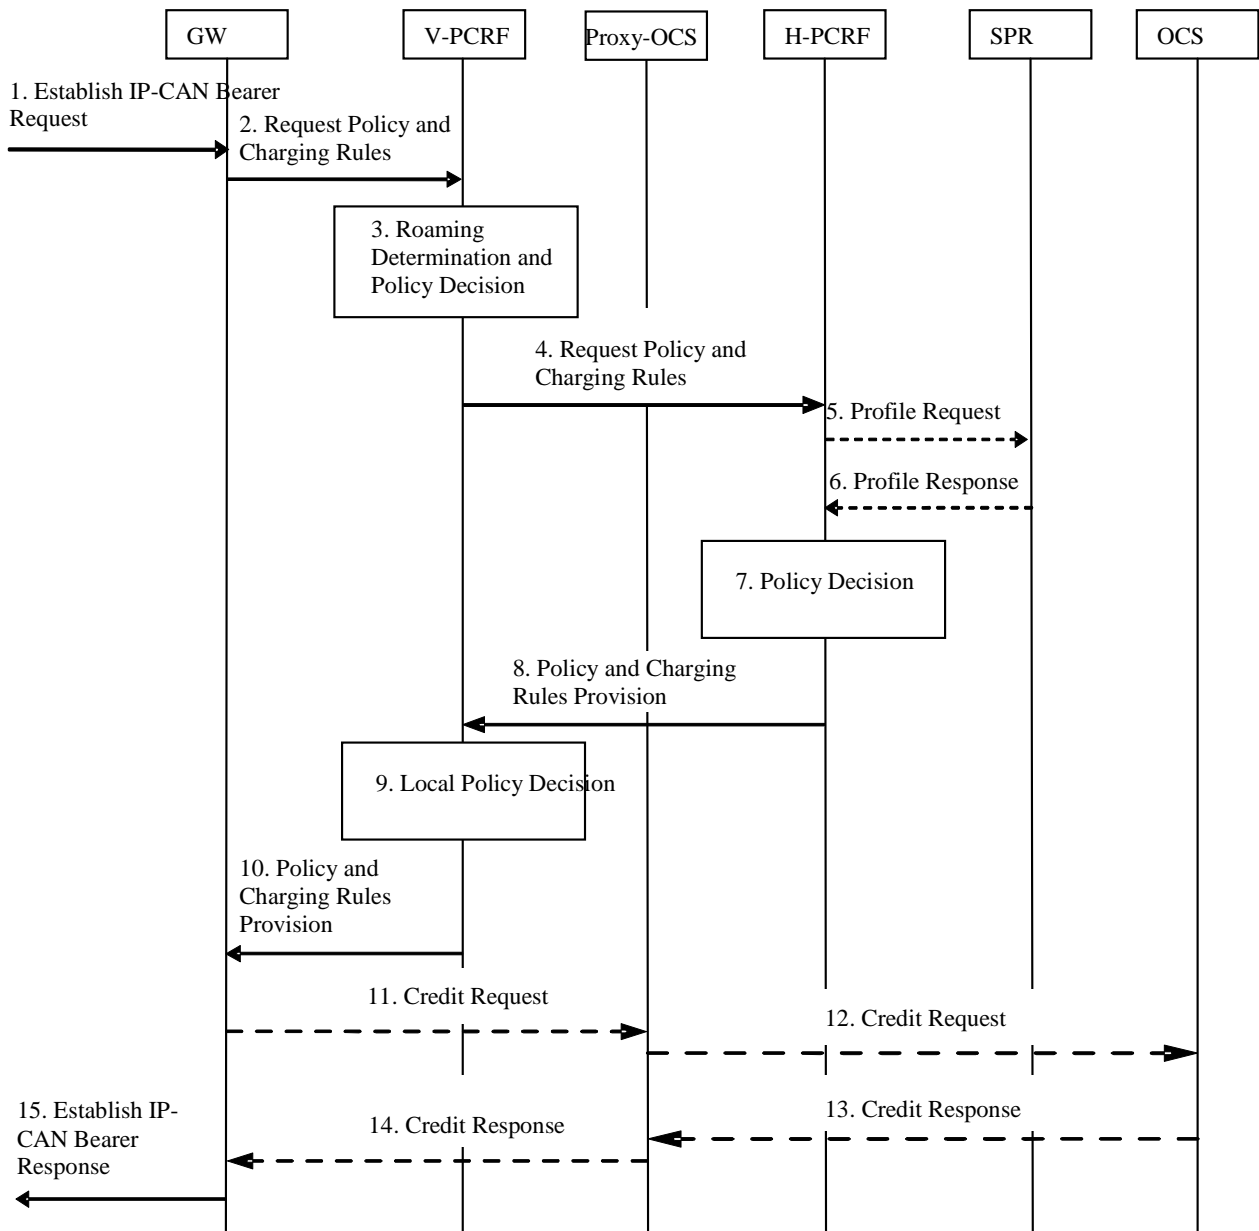 GW
V-PCRF
Proxy-OCS
H-PCRF
SPR
OCS
1. Establish IP-CAN Bearer
Request
2. Request Policy and
Charging Rules
3. Roaming
Determination and
Policy Decision
4. Request Policy and
Charging Rules
5. Profile Request
6. Profile Response
7. Policy Decision
8. Policy and Charging
Rules Provision
9. Local Policy Decision
10. Policy and
Charging Rules
Provision
11. Credit Request
12. Credit Request
13. Credit Response
14. Credit Response
15. Establish IP-
CAN Bearer
Response